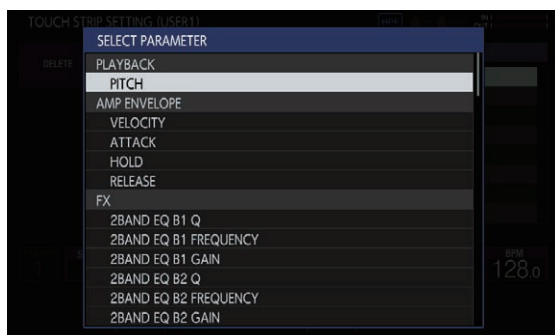 TOUCH STRIP SETTING (USER1)
SELECT PARAMETER
DELETE
PLAYBACK
PITCH
AMP ENVELOPE
VELOCITY
ATTACK
HOLD
RELEASE
FX
2BAND EQ B1 Q
2BAND EQ B1 FREQUENCY
2BAND EQ B1 GAIN
2BAND EQ B2 Q
2BAND EQ B2 FREQUENCY
2BAND EQ B2 GAIN
BPM
128.0